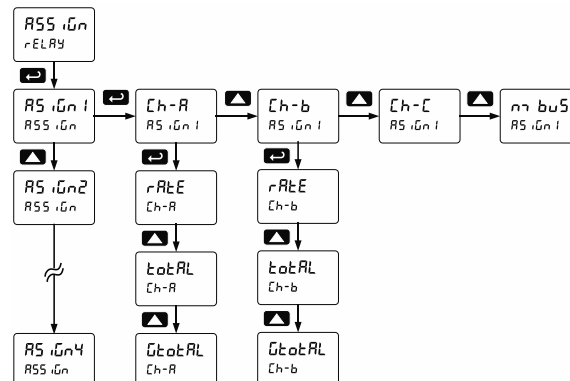 ASSiGn
rELAY
ASiGn1
ASSiGn
Ch-A
ASiGn1
Ch-b
ASiGn1
Ch-C
ASiGn1
m buS
ASiGn1
ASiGn2
ASSiGn
rAtE
Ch-A
rAtE
Ch-b
totAL
Ch-A
totAL
Ch-b
ASiGn4
ASSiGn
GtotAL
Ch-A
GtotAL
Ch-b